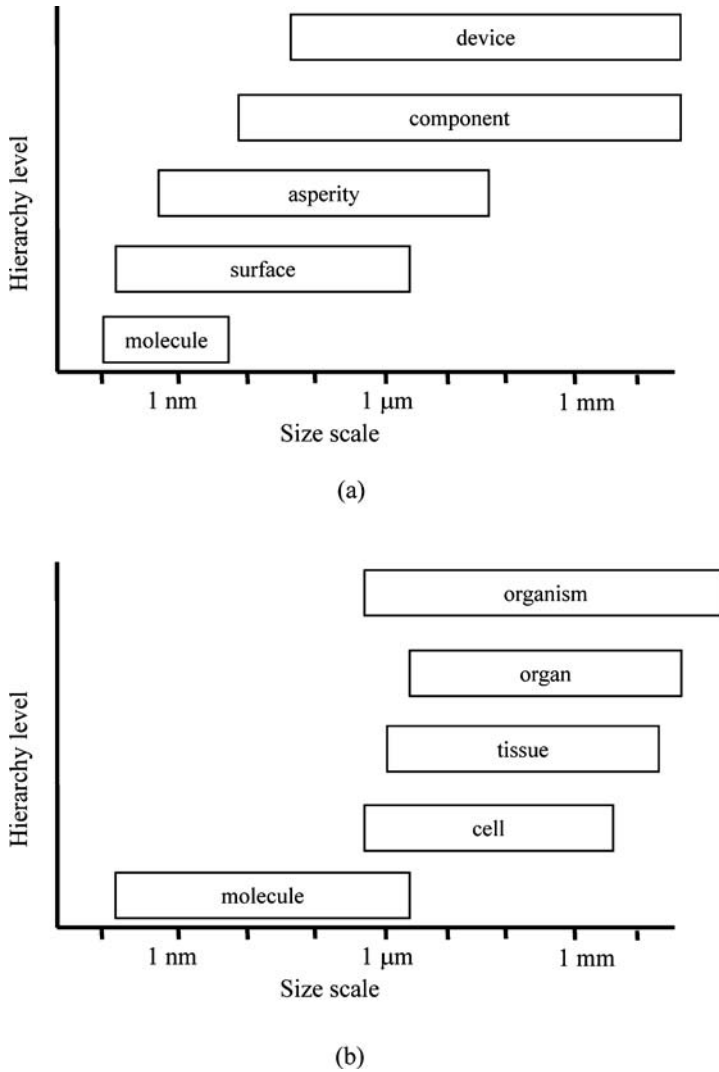 device
component
asperity
surface
molecule
Hierarchy level
1 nm
1 μm
1 mm
Size scale
(a)
organism
organ
tissue
cell
molecule
Hierarchy level
1 nm
1 μm
1 mm
Size scale
(b)